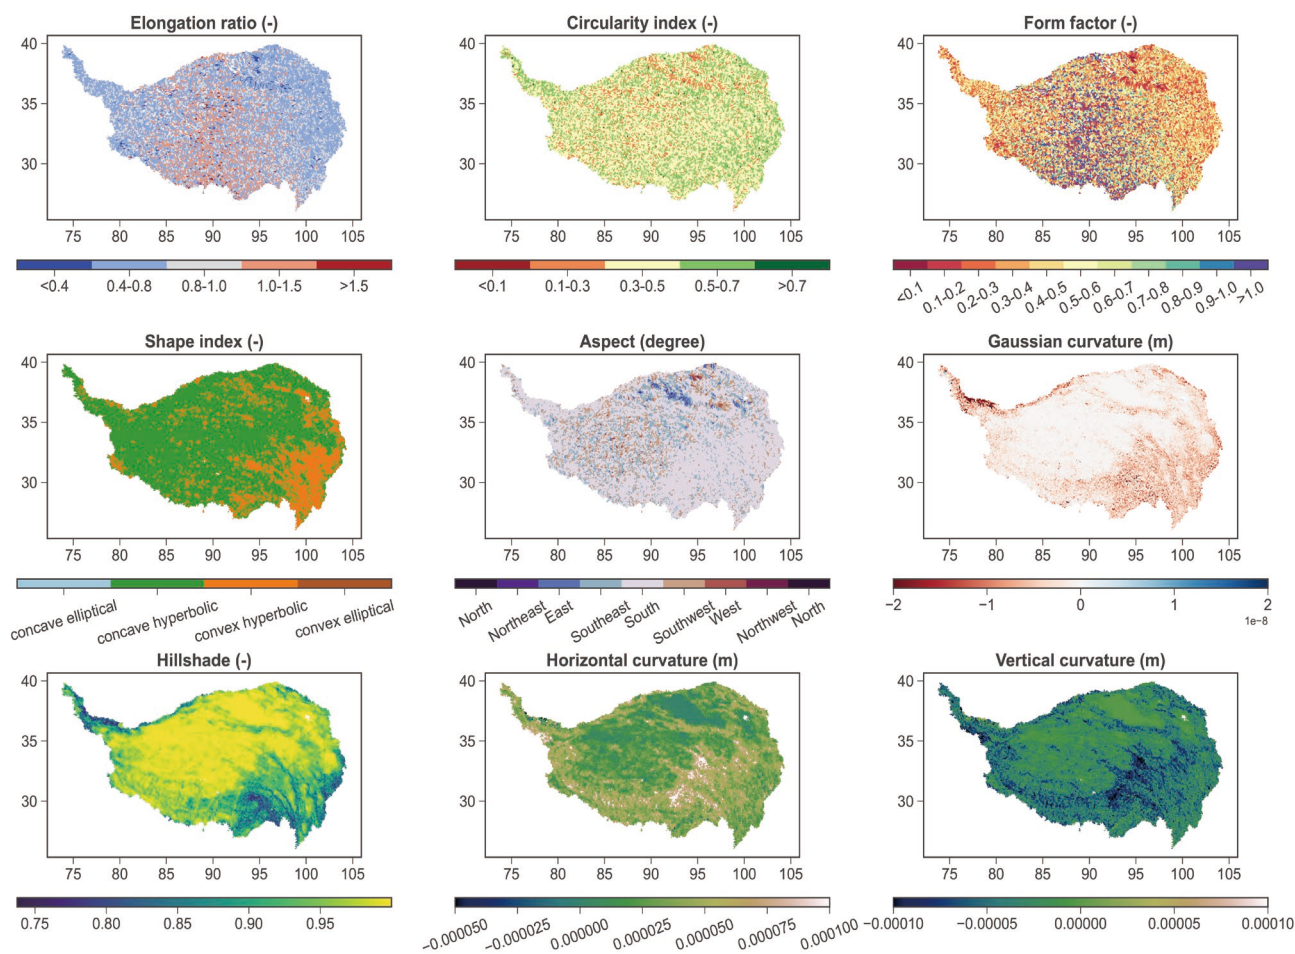 Elongation ratio (-)
Circularity index (-)
Form factor (-)
40
35
30
75 80 85 90 95 100 105
40
35
30
75 80 85 90 95 100 105
40
35
30
75 80 85 90 95 100 105
<0.4 0.4-0.8 0.8-1.0 1.0-1.5 >1.5
<0.1 0.1-0.3 0.3-0.5 0.5-0.7 >0.7
<0.1 0.1-0.2 0.2-0.3 0.3-0.4 0.4-0.5 0.5-0.6 0.6-0.7 0.7-0.8 0.8-0.9 0.9-1.0 >1.0
Shape index (-)
Aspect (degree)
Gaussian curvature (m)
40
35
30
75 80 85 90 95 100 105
40
35
30
75 80 85 90 95 100 105
40
35
30
75 80 85 90 95 100 105
concave elliptical concave hyperbolic convex hyperbolic convex elliptical
North Northeast East Southeast South Southwest West Northwest North
−2 −1 0 1 2
1e-8
Hillshade (-)
Horizontal curvature (m)
Vertical curvature (m)
40
35
30
75 80 85 90 95 100 105
40
35
30
75 80 85 90 95 100 105
40
35
30
75 80 85 90 95 100 105
0.75 0.80 0.85 0.90 0.95
−0.000050 −0.000025 0.000000 0.000025 0.000050 0.000075 0.000100
−0.00010 −0.00005 0.00000 0.00005 0.00010